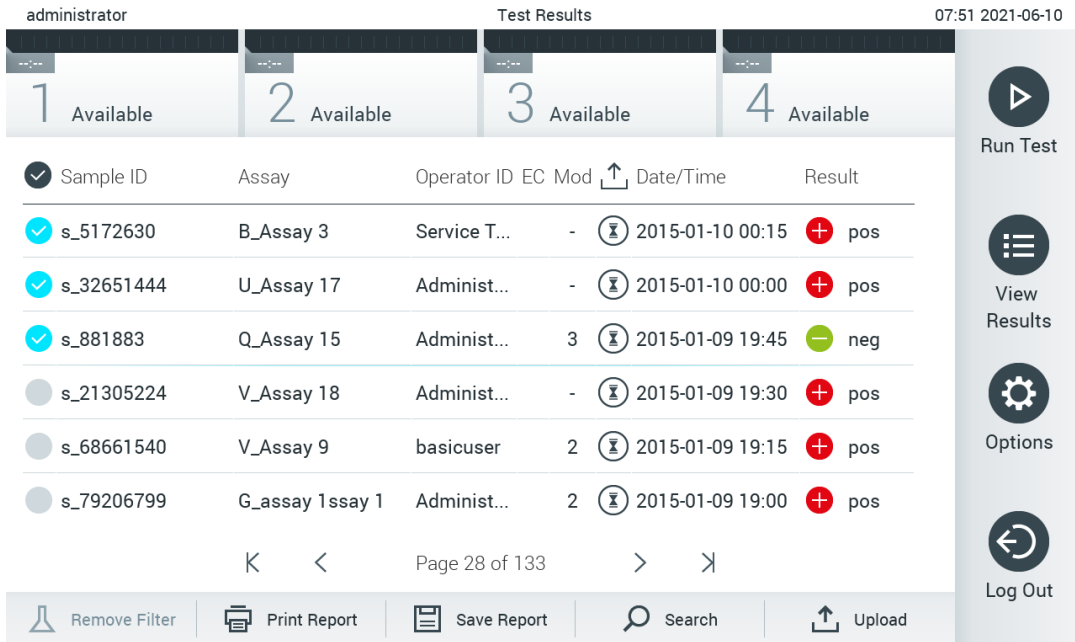 administrator Test Results 07:51 2021-06-10
--:-- --:-- --:-- --:--
1 Available 2 Available 3 Available 4 Available
Run Test
Sample ID Assay Operator ID EC Mod Date/Time Result
s_5172630 B_Assay 3 Service T... - 2015-01-10 00:15 pos
s_32651444 U_Assay 17 Administ... - 2015-01-10 00:00 pos
View
Results
s_881883 Q_Assay 15 Administ... 3 2015-01-09 19:45 neg
s_21305224 V_Assay 18 Administ... - 2015-01-09 19:30 pos
s_68661540 V_Assay 9 basicuser 2 2015-01-09 19:15 pos
Options
s_79206799 G_assay 1ssay 1 Administ... 2 2015-01-09 19:00 pos
Page 28 of 133
Log Out
Remove Filter Print Report Save Report Search Upload